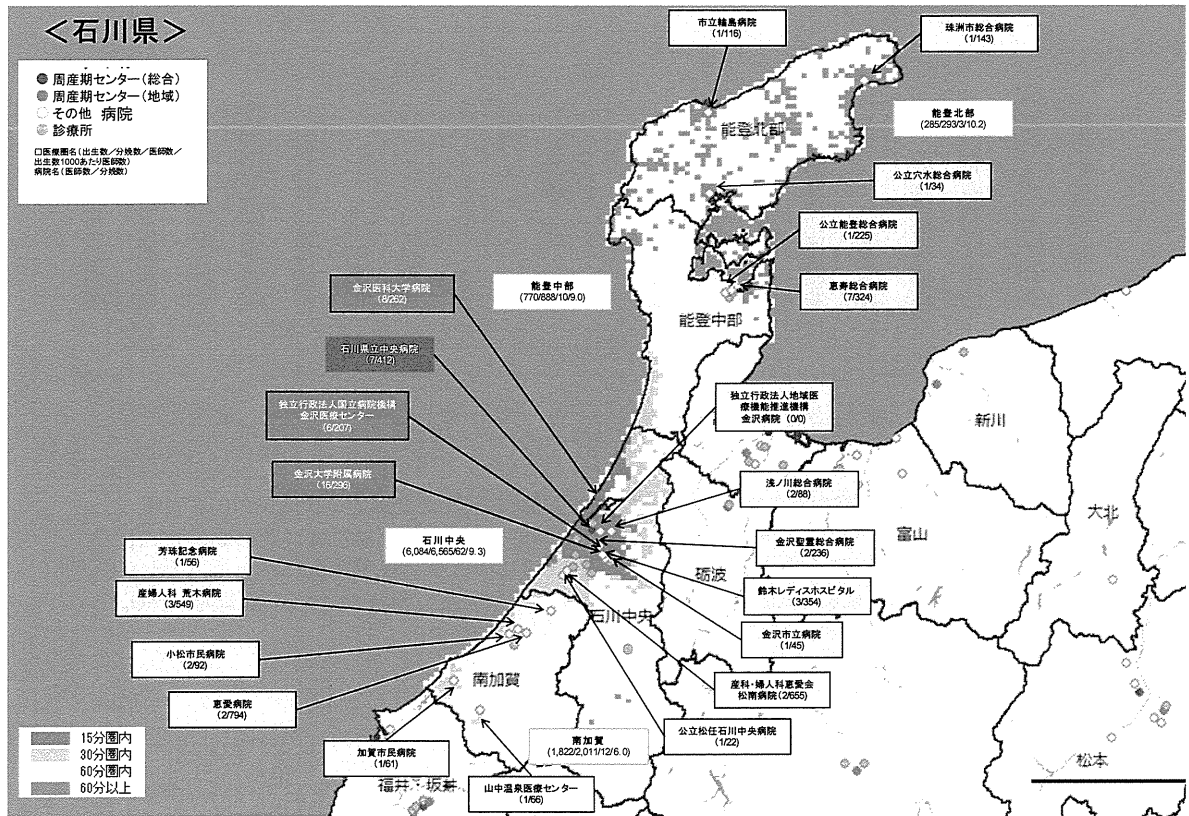 ＜石川県＞
周産期センター(総合)
周産期センター(地域)
その他 病院
診療所
□医療圏名(出生数／分娩数／医師数／
出生数1000あたり医師数)
病院名(医師数／分娩数)
市立輪島病院
(1/116)
珠洲市総合病院
(1/143)
能登北部
能登北部
(285/293/3/10.2)
公立穴水総合病院
(1/34)
公立能登総合病院
(1/225)
恵寿総合病院
(7/324)
能登中部
(770/888/10/9.0)
能登中部
金沢医科大学病院
(8/262)
石川県立中央病院
(7/412)
独立行政法人国立病院機構
金沢医療センター
(6/207)
金沢大学附属病院
(16/296)
独立行政法人地域医
療機能推進機構
金沢病院 (0/0)
浅ノ川総合病院
(2/88)
金沢聖霊総合病院
(2/236)
鈴木レディスホスピタル
(3/354)
金沢市立病院
(1/45)
産科・婦人科恵愛会
松南病院(2/655)
公立松任石川中央病院
(1/22)
石川中央
(6,084/6,565/62/9.3)
石川中央
芳珠記念病院
(1/56)
産婦人科 荒木病院
(3/549)
小松市民病院
(2/92)
恵愛病院
(2/794)
加賀市民病院
(1/61)
山中温泉医療センター
(1/66)
南加賀
南加賀
(1,822/2,011/12/6.0)
新川
富山
砺波
大北
松本
福井・坂井
15分圏内
30分圏内
60分圏内
60分以上